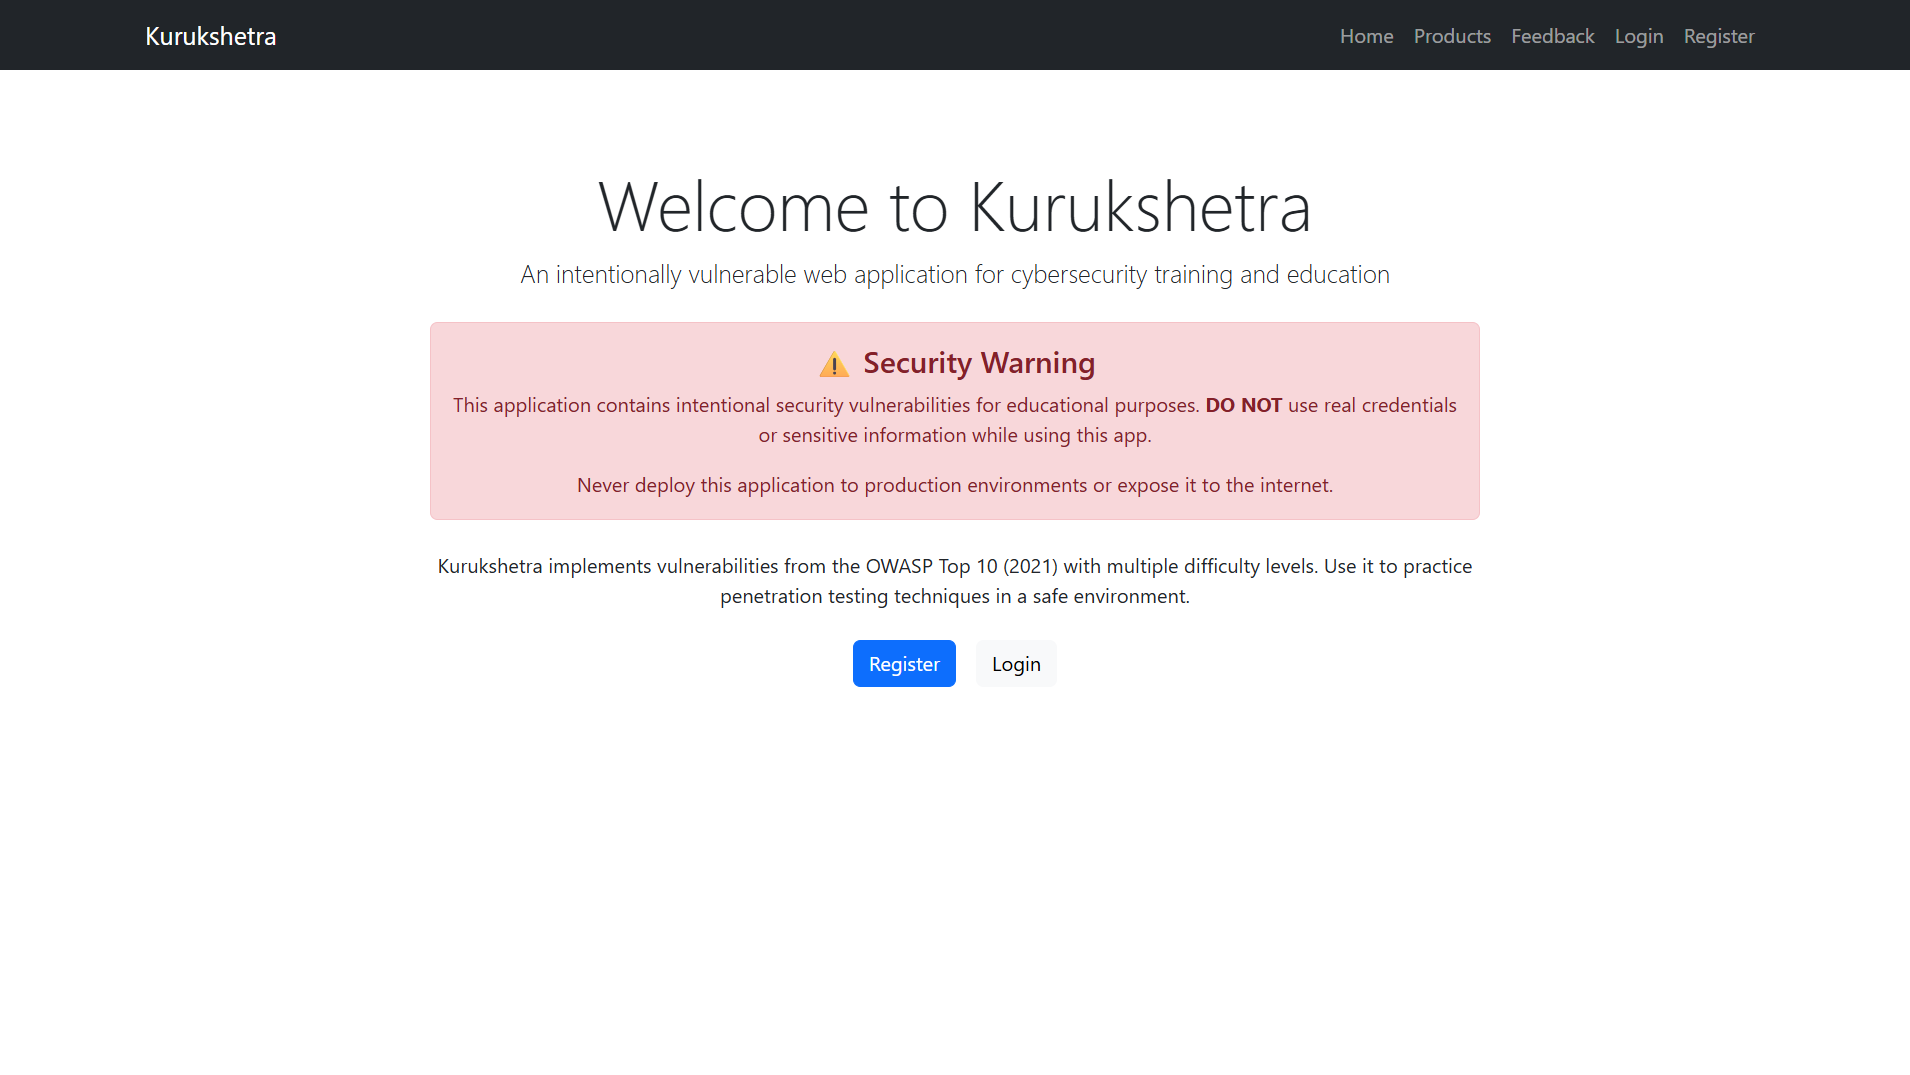 Kurukshetra
Home Products Feedback Login Register
Welcome to Kurukshetra
An intentionally vulnerable web application for cybersecurity training and education
⚠️ Security Warning
This application contains intentional security vulnerabilities for educational purposes. DO NOT use real credentials
or sensitive information while using this app.
Never deploy this application to production environments or expose it to the internet.
Kurukshetra implements vulnerabilities from the OWASP Top 10 (2021) with multiple difficulty levels. Use it to practice
penetration testing techniques in a safe environment.
Register Login